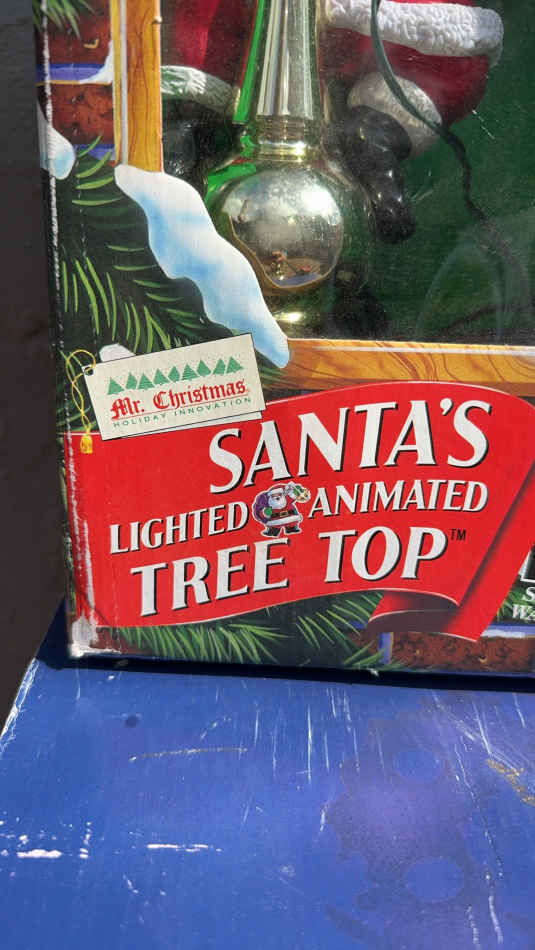 Mr. Christmas
HOLIDAY INNOVATION
SANTA'S
LIGHTED ANIMATED
TREE TOP™